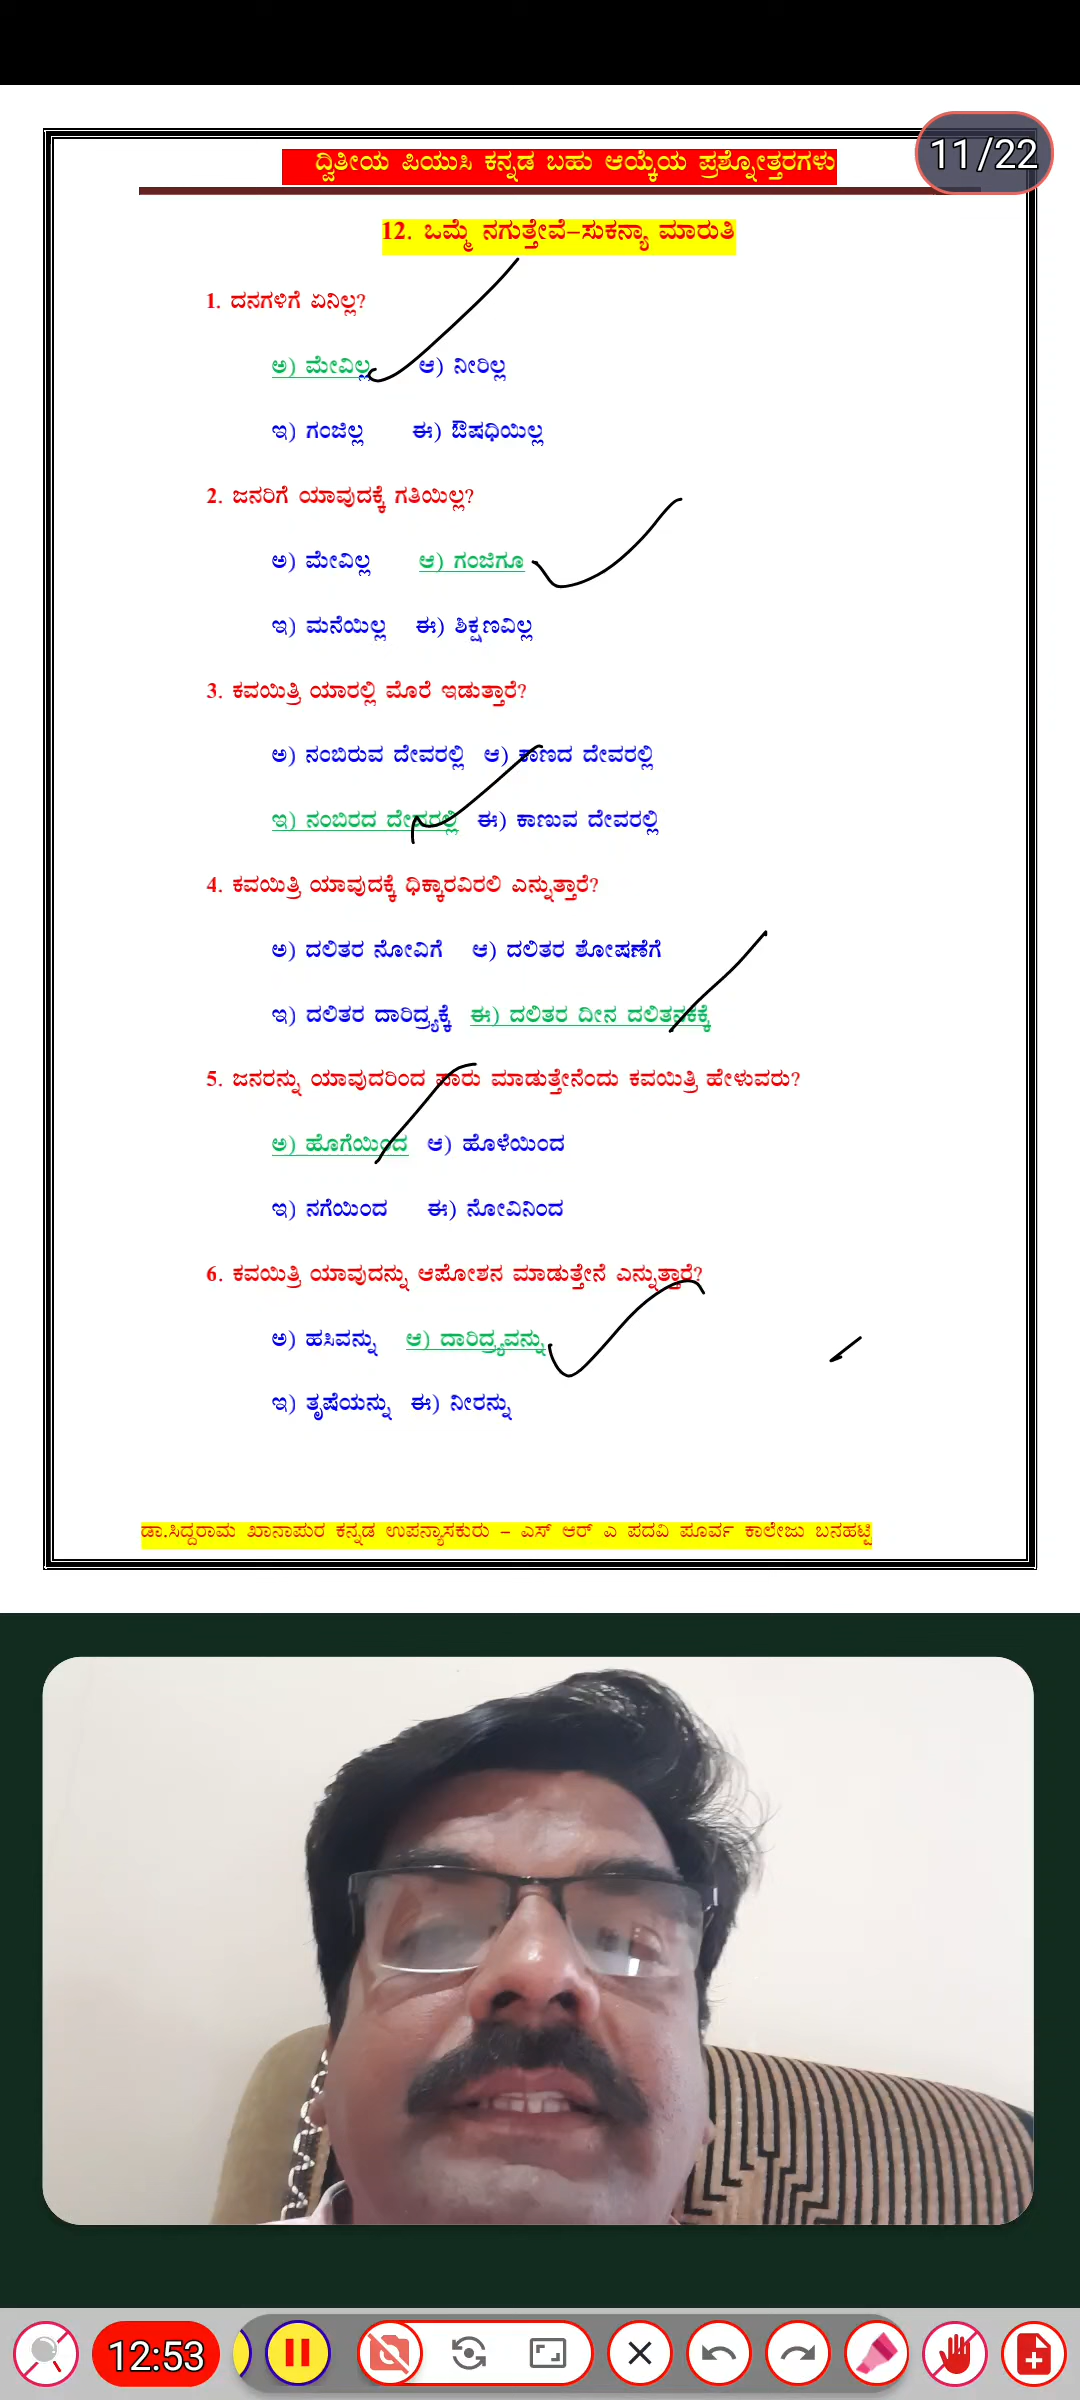 11/22
ದ್ವಿತೀಯ ಪಿಯುಸಿ ಕನ್ನಡ ಬಹು ಆಯ್ಕೆಯ ಪ್ರಶ್ನೋತ್ತರಗಳು
12. ಒಮ್ಮೆ ನಗುತ್ತೇವೆ–ಸುಕನ್ಯಾ ಮಾರುತಿ
1. ದನಗಳಿಗೆ ಏನಿಲ್ಲ?
ಅ) ಮೇವಿಲ್ಲ ಆ) ನೀರಿಲ್ಲ
ಇ) ಗಂಜಿಲ್ಲ ಈ) ಔಷಧಿಯಿಲ್ಲ
2. ಜನರಿಗೆ ಯಾವುದಕ್ಕೆ ಗತಿಯಿಲ್ಲ?
ಅ) ಮೇವಿಲ್ಲ ಆ) ಗಂಜಿಗೂ
ಇ) ಮನೆಯಿಲ್ಲ ಈ) ಶಿಕ್ಷಣವಿಲ್ಲ
3. ಕವಯಿತ್ರಿ ಯಾರಲ್ಲಿ ಮೊರೆ ಇಡುತ್ತಾರೆ?
ಅ) ನಂಬಿರುವ ದೇವರಲ್ಲಿ ಆ) ಕಾಣದ ದೇವರಲ್ಲಿ
ಇ) ನಂಬಿರದ ದೇವರಲ್ಲಿ ಈ) ಕಾಣುವ ದೇವರಲ್ಲಿ
4. ಕವಯಿತ್ರಿ ಯಾವುದಕ್ಕೆ ಧಿಕ್ಕಾರವಿರಲಿ ಎನ್ನುತ್ತಾರೆ?
ಅ) ದಲಿತರ ನೋವಿಗೆ ಆ) ದಲಿತರ ಶೋಷಣೆಗೆ
ಇ) ದಲಿತರ ದಾರಿದ್ರ್ಯಕ್ಕೆ ಈ) ದಲಿತರ ದೀನ ದಲಿತನಕಕ್ಕೆ
5. ಜನರನ್ನು ಯಾವುದರಿಂದ ಪಾರು ಮಾಡುತ್ತೇನೆಂದು ಕವಯಿತ್ರಿ ಹೇಳುವರು?
ಅ) ಹೊಗೆಯಿಂದ ಆ) ಹೊಳೆಯಿಂದ
ಇ) ನಗೆಯಿಂದ ಈ) ನೋವಿನಿಂದ
6. ಕವಯಿತ್ರಿ ಯಾವುದನ್ನು ಆಪೋಶನ ಮಾಡುತ್ತೇನೆ ಎನ್ನುತ್ತಾರೆ?
ಅ) ಹಸಿವನ್ನು ಆ) ದಾರಿದ್ರ್ಯವನ್ನು
ಇ) ತೃಷೆಯನ್ನು ಈ) ನೀರನ್ನು
ಡಾ.ಸಿದ್ದರಾಮ ಖಾನಾಪುರ ಕನ್ನಡ ಉಪನ್ಯಾಸಕರು – ಎಸ್ ಆರ್ ಎ ಪದವಿ ಪೂರ್ವ ಕಾಲೇಜು ಬನಹಟ್ಟಿ
12:53